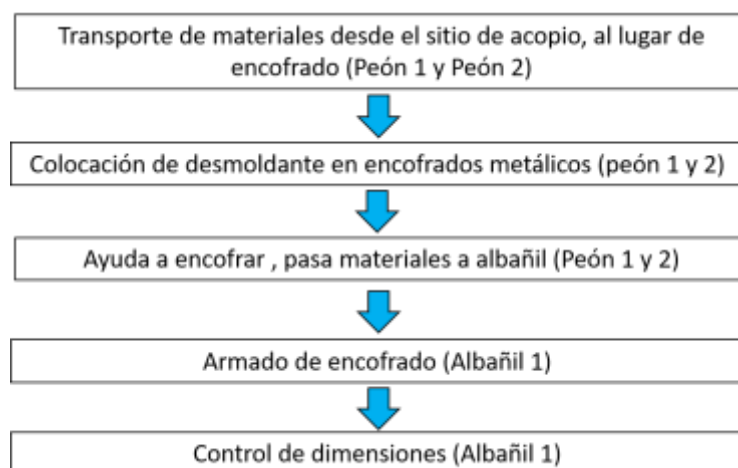 Transporte de materiales desde el sitio de acopio, al lugar de
encofrado (Peón 1 y Peón 2)
Colocación de desmoldante en encofrados metálicos (peón 1 y 2)
Ayuda a encofrar , pasa materiales a albañil (Peón 1 y 2)
Armado de encofrado (Albañil 1)
Control de dimensiones (Albañil 1)